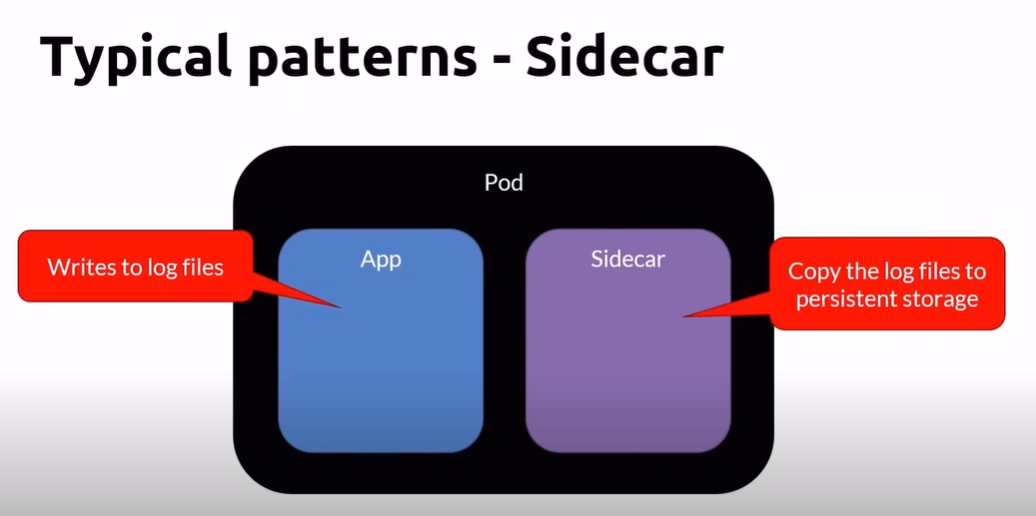 Typical patterns - Sidecar
Pod
Writes to log files
App
Sidecar
Copy the log files to
persistent storage